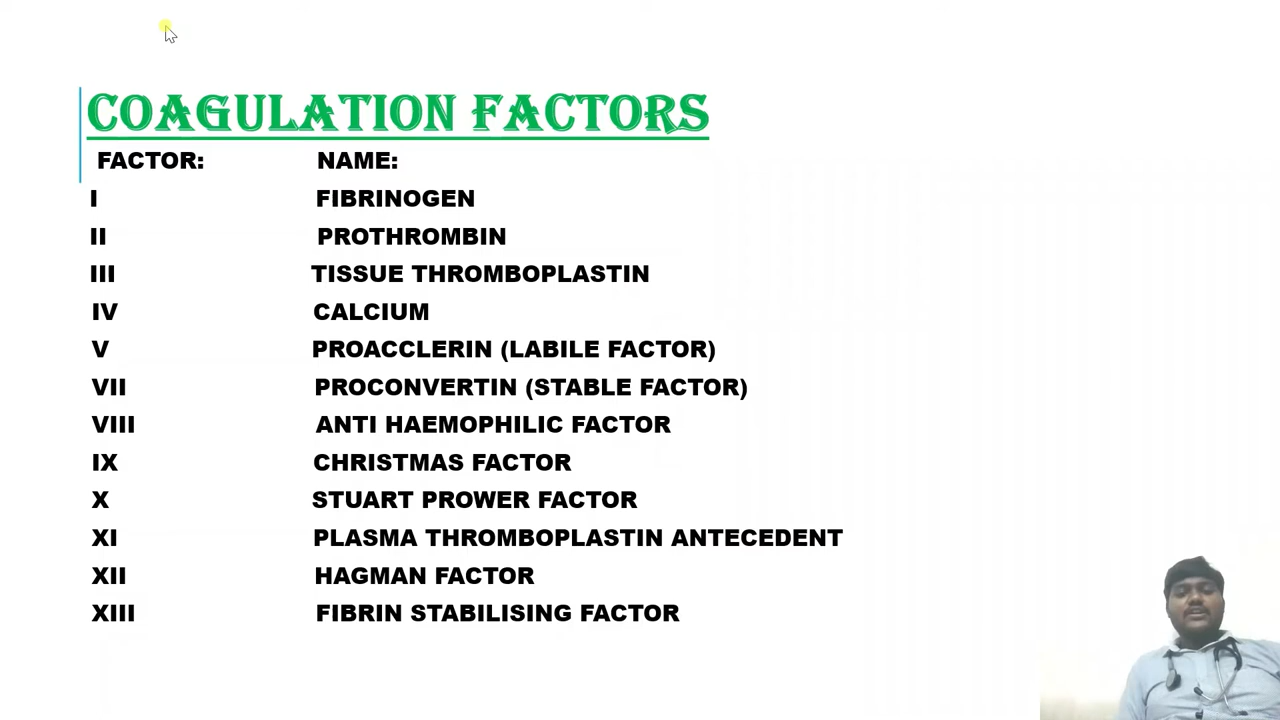 COAGULATION FACTORS
FACTOR: NAME:
I FIBRINOGEN
II PROTHROMBIN
III TISSUE THROMBOPLASTIN
IV CALCIUM
V PROACCLERIN (LABILE FACTOR)
VII PROCONVERTIN (STABLE FACTOR)
VIII ANTI HAEMOPHILIC FACTOR
IX CHRISTMAS FACTOR
X STUART PROWER FACTOR
XI PLASMA THROMBOPLASTIN ANTECEDENT
XII HAGMAN FACTOR
XIII FIBRIN STABILISING FACTOR